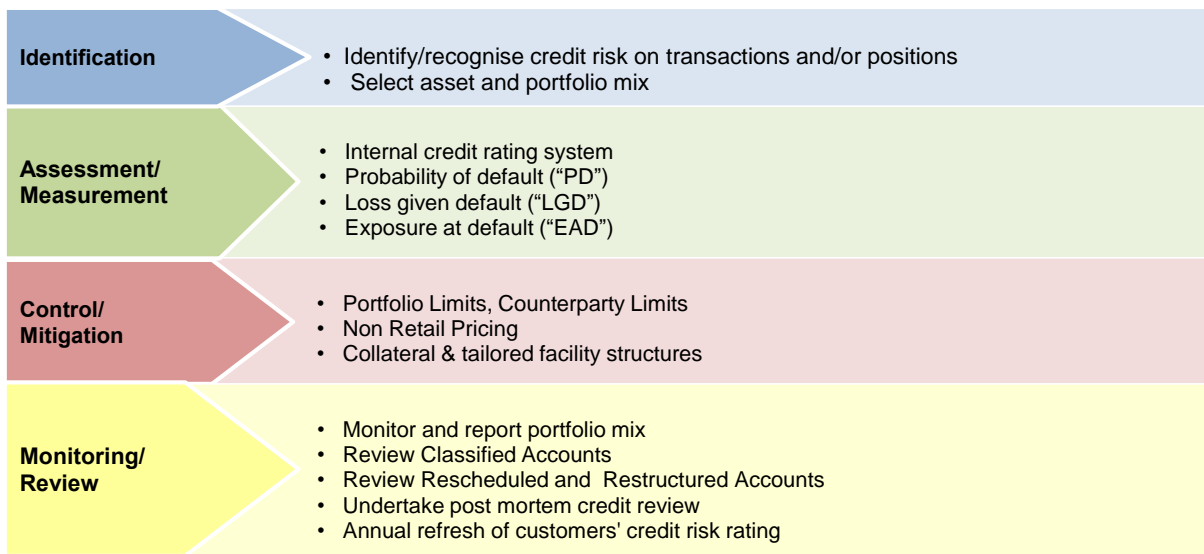 Identification
• Identify/recognise credit risk on transactions and/or positions
• Select asset and portfolio mix
Assessment/
Measurement
• Internal credit rating system
• Probability of default (“PD”)
• Loss given default (“LGD”)
• Exposure at default (“EAD”)
Control/
Mitigation
• Portfolio Limits, Counterparty Limits
• Non Retail Pricing
• Collateral & tailored facility structures
Monitoring/
Review
• Monitor and report portfolio mix
• Review Classified Accounts
• Review Rescheduled and Restructured Accounts
• Undertake post mortem credit review
• Annual refresh of customers' credit risk rating